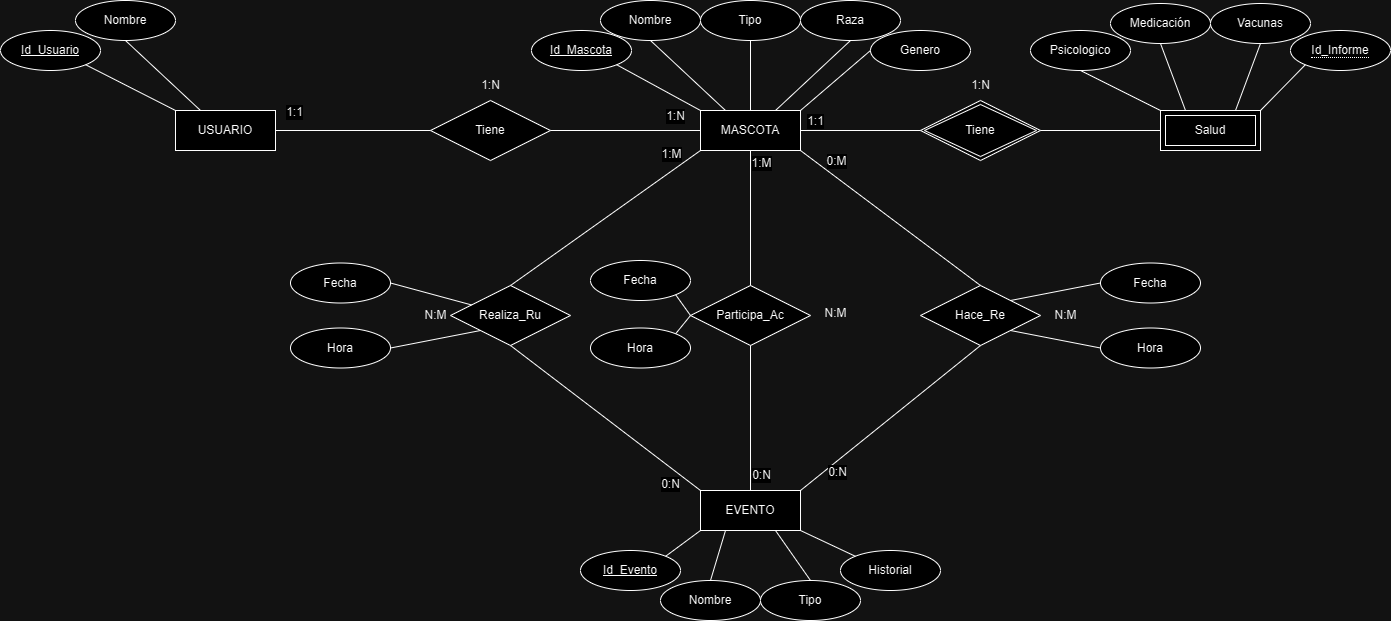 Nombre
Id_Usuario
Nombre
Tipo
Raza
Id_Mascota
Genero
Medicación
Vacunas
Psicologico
Id_Informe
1:N
1:N
1:1
1:N
1:1
USUARIO
Tiene
MASCOTA
Tiene
Salud
1:M
1:M
0:M
Fecha
Fecha
Fecha
N:M
Realiza_Ru
Participa_Ac
N:M
Hace_Re
N:M
Hora
Hora
Hora
0:N
0:N
0:N
EVENTO
Id_Evento
Historial
Nombre
Tipo